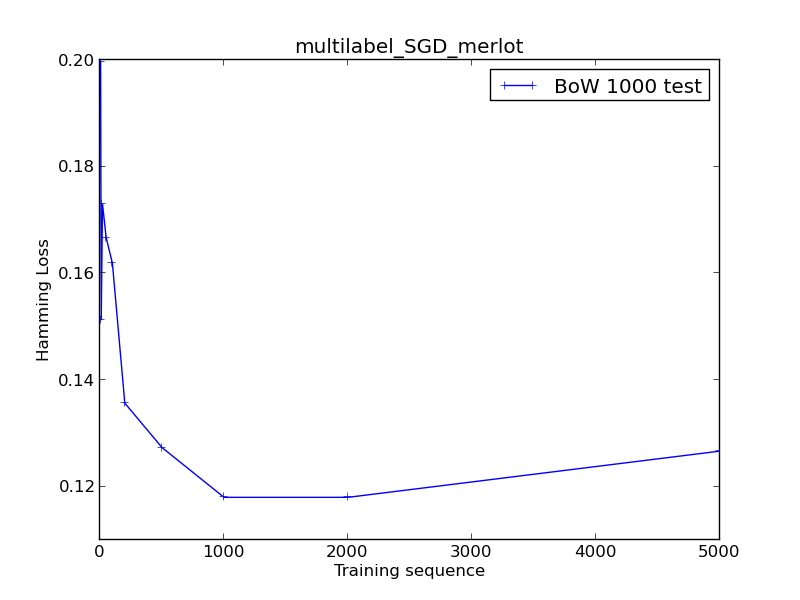 multilabel_SGD_merlot
BoW 1000 test
0.20
0.18
0.16
0.14
0.12
Hamming Loss
0 1000 2000 3000 4000 5000
Training sequence